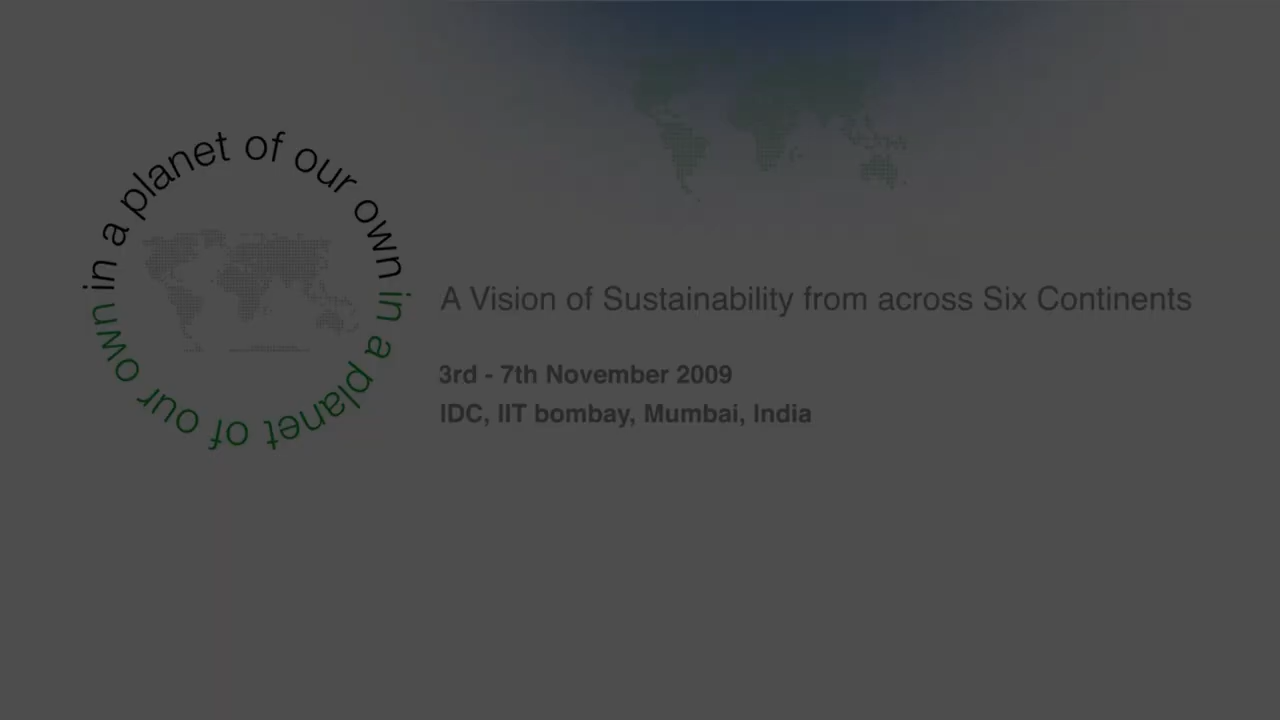 in a planet of our own
in a planet of our own
A Vision of Sustainability from across Six Continents
3rd - 7th November 2009
IDC, IIT bombay, Mumbai, India